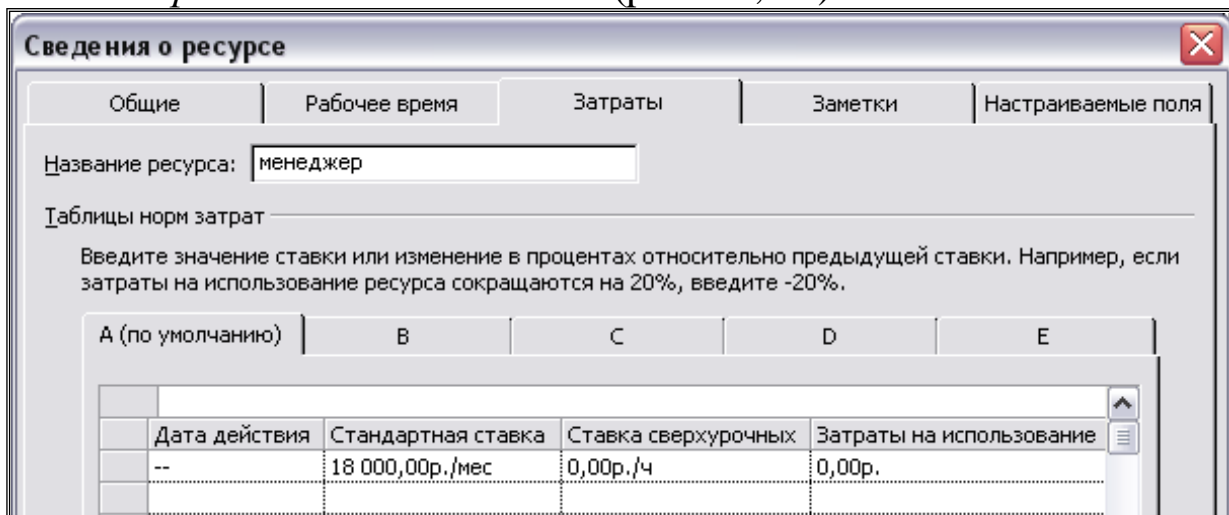 Сведения о ресурсе
Общие Рабочее время Затраты Заметки Настраиваемые поля
Название ресурса: менеджер
Таблицы норм затрат
Введите значение ставки или изменение в процентах относительно предыдущей ставки. Например, если
затраты на использование ресурса сокращаются на 20%, введите -20%.
A (по умолчанию) B C D E
Дата действия Стандартная ставка Ставка сверхурочных Затраты на использование
-- 18 000,00р./мес 0,00р./ч 0,00р.